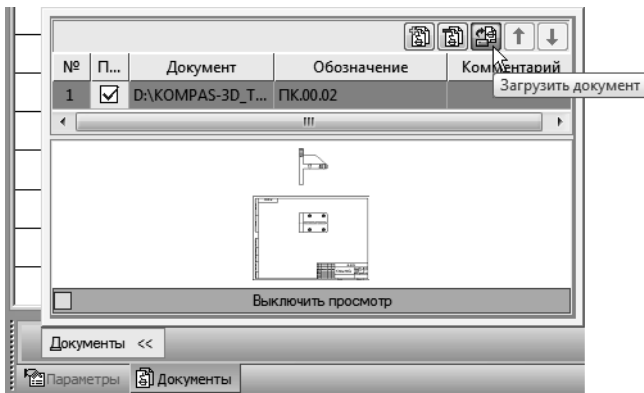 № П... Документ Обозначение Комментарий
1 D:\KOMPAS-3D_T... ПК.00.02
Загрузить документ
Выключить просмотр
Документы <<
Параметры Документы